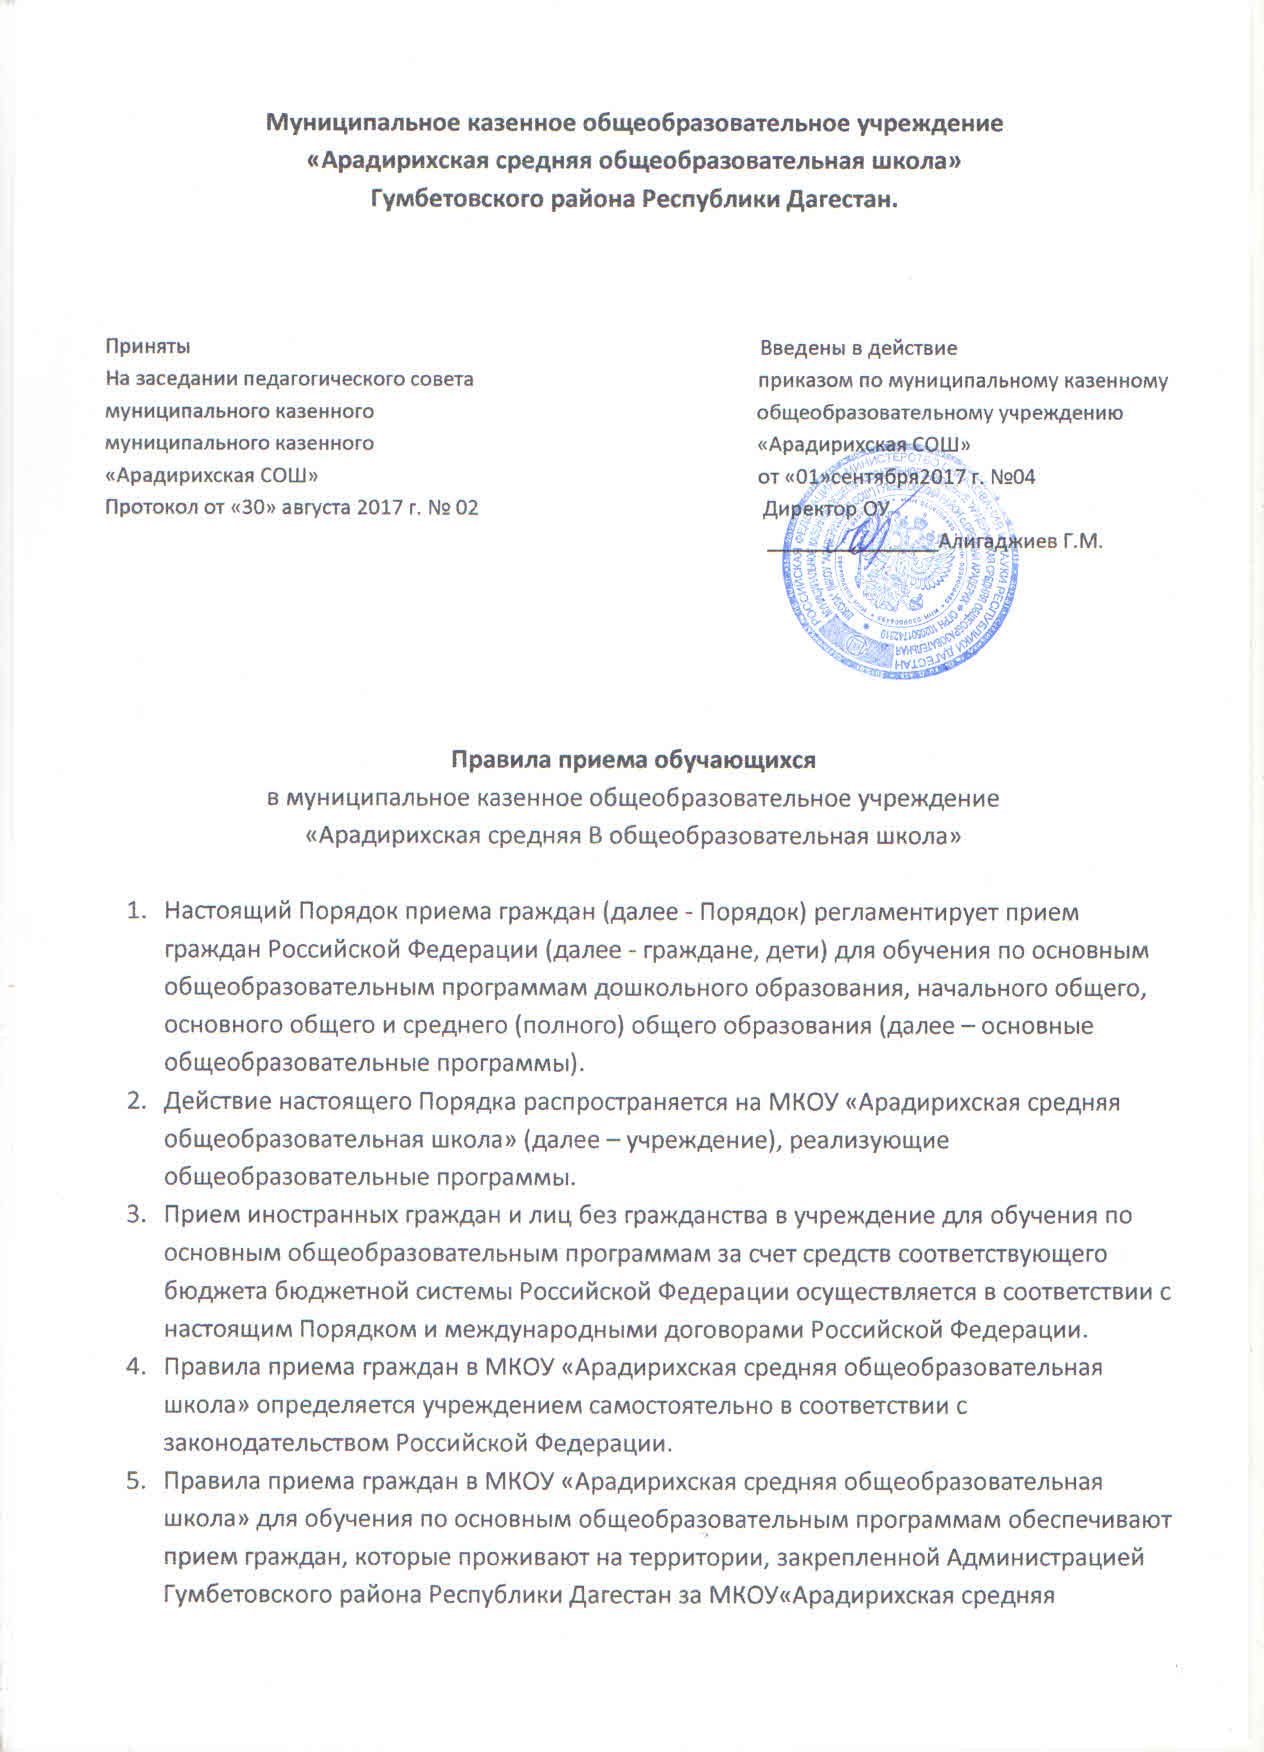 Муниципальное казенное общеобразовательное учреждение
«Арадирихская средняя общеобразовательная школа»
Гумбетовского района Республики Дагестан.
Приняты
На заседании педагогического совета
муниципального казенного
муниципального казенного
«Арадирихская СОШ»
Протокол от «30» августа 2017 г. № 02
Введены в действие
приказом по муниципальному казенному
общеобразовательному учреждению
«Арадирихская СОШ»
от «01»сентября2017 г. №04
Директор ОУ
Алигаджиев Г.М.
Правила приема обучающихся
в муниципальное казенное общеобразовательное учреждение
«Арадирихская средняя В общеобразовательная школа»
1. Настоящий Порядок приема граждан (далее - Порядок) регламентирует прием
граждан Российской Федерации (далее - граждане, дети) для обучения по основным
общеобразовательным программам дошкольного образования, начального общего,
основного общего и среднего (полного) общего образования (далее – основные
общеобразовательные программы).
2. Действие настоящего Порядка распространяется на МКОУ «Арадирихская средняя
общеобразовательная школа» (далее – учреждение), реализующие
общеобразовательные программы.
3. Прием иностранных граждан и лиц без гражданства в учреждение для обучения по
основным общеобразовательным программам за счет средств соответствующего
бюджета бюджетной системы Российской Федерации осуществляется в соответствии с
настоящим Порядком и международными договорами Российской Федерации.
4. Правила приема граждан в МКОУ «Арадирихская средняя общеобразовательная
школа» определяется учреждением самостоятельно в соответствии с
законодательством Российской Федерации.
5. Правила приема граждан в МКОУ «Арадирихская средняя общеобразовательная
школа» для обучения по основным общеобразовательным программам обеспечивают
прием граждан, которые проживают на территории, закрепленной Администрацией
Гумбетовского района Республики Дагестан за МКОУ«Арадирихская средняя